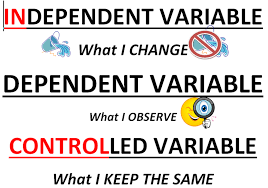 INDEPENDENT VARIABLE
What I CHANGE
DEPENDENT VARIABLE
What I OBSERVE
CONTROLLED VARIABLE
What I KEEP THE SAME